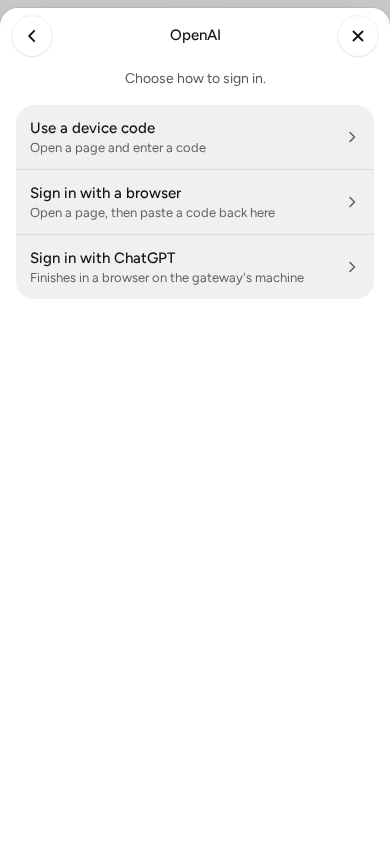 OpenAI
Choose how to sign in.
Use a device code
Open a page and enter a code
Sign in with a browser
Open a page, then paste a code back here
Sign in with ChatGPT
Finishes in a browser on the gateway's machine